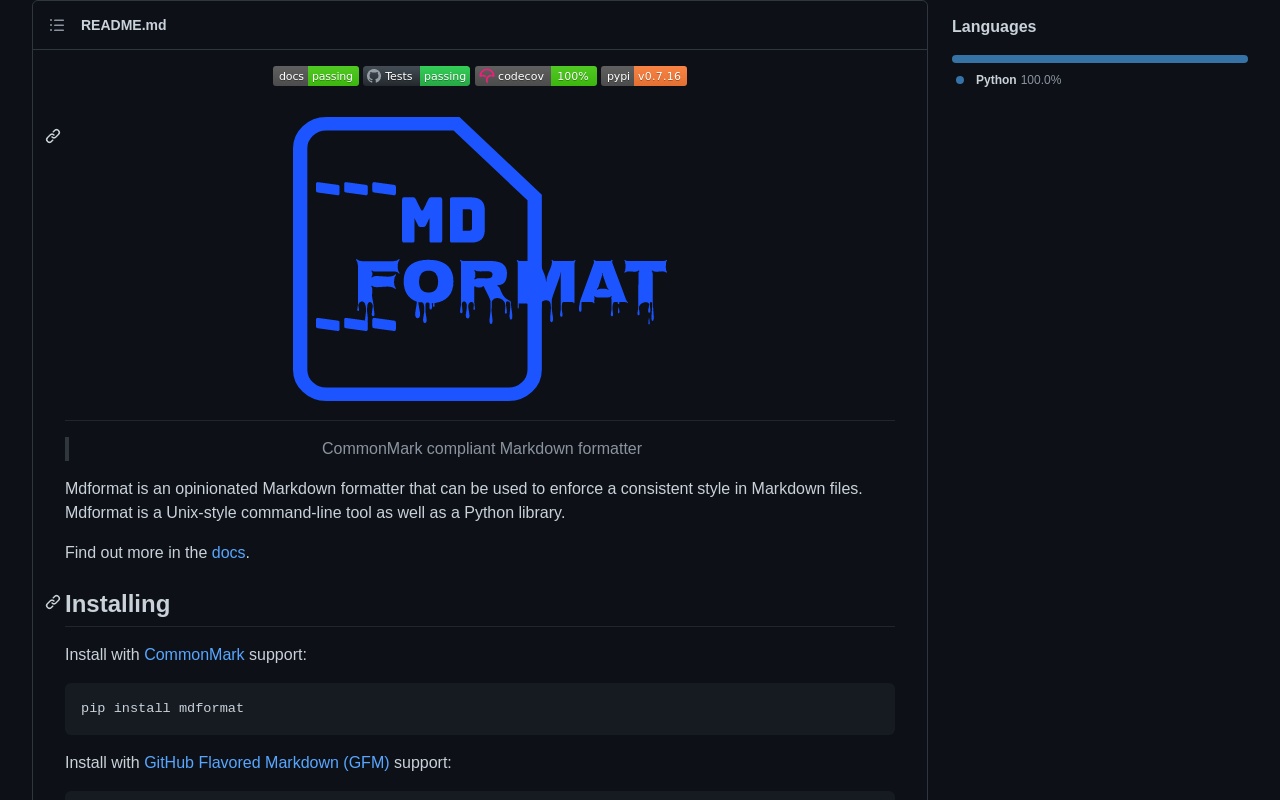 README.md
docs passing Tests passing codecov 100% pypi v0.7.16
MD
FORMAT
CommonMark compliant Markdown formatter
Mdformat is an opinionated Markdown formatter that can be used to enforce a consistent style in Markdown files.
Mdformat is a Unix-style command-line tool as well as a Python library.
Find out more in the docs.
Installing
Install with CommonMark support:
pip install mdformat
Install with GitHub Flavored Markdown (GFM) support:
Languages
Python 100.0%